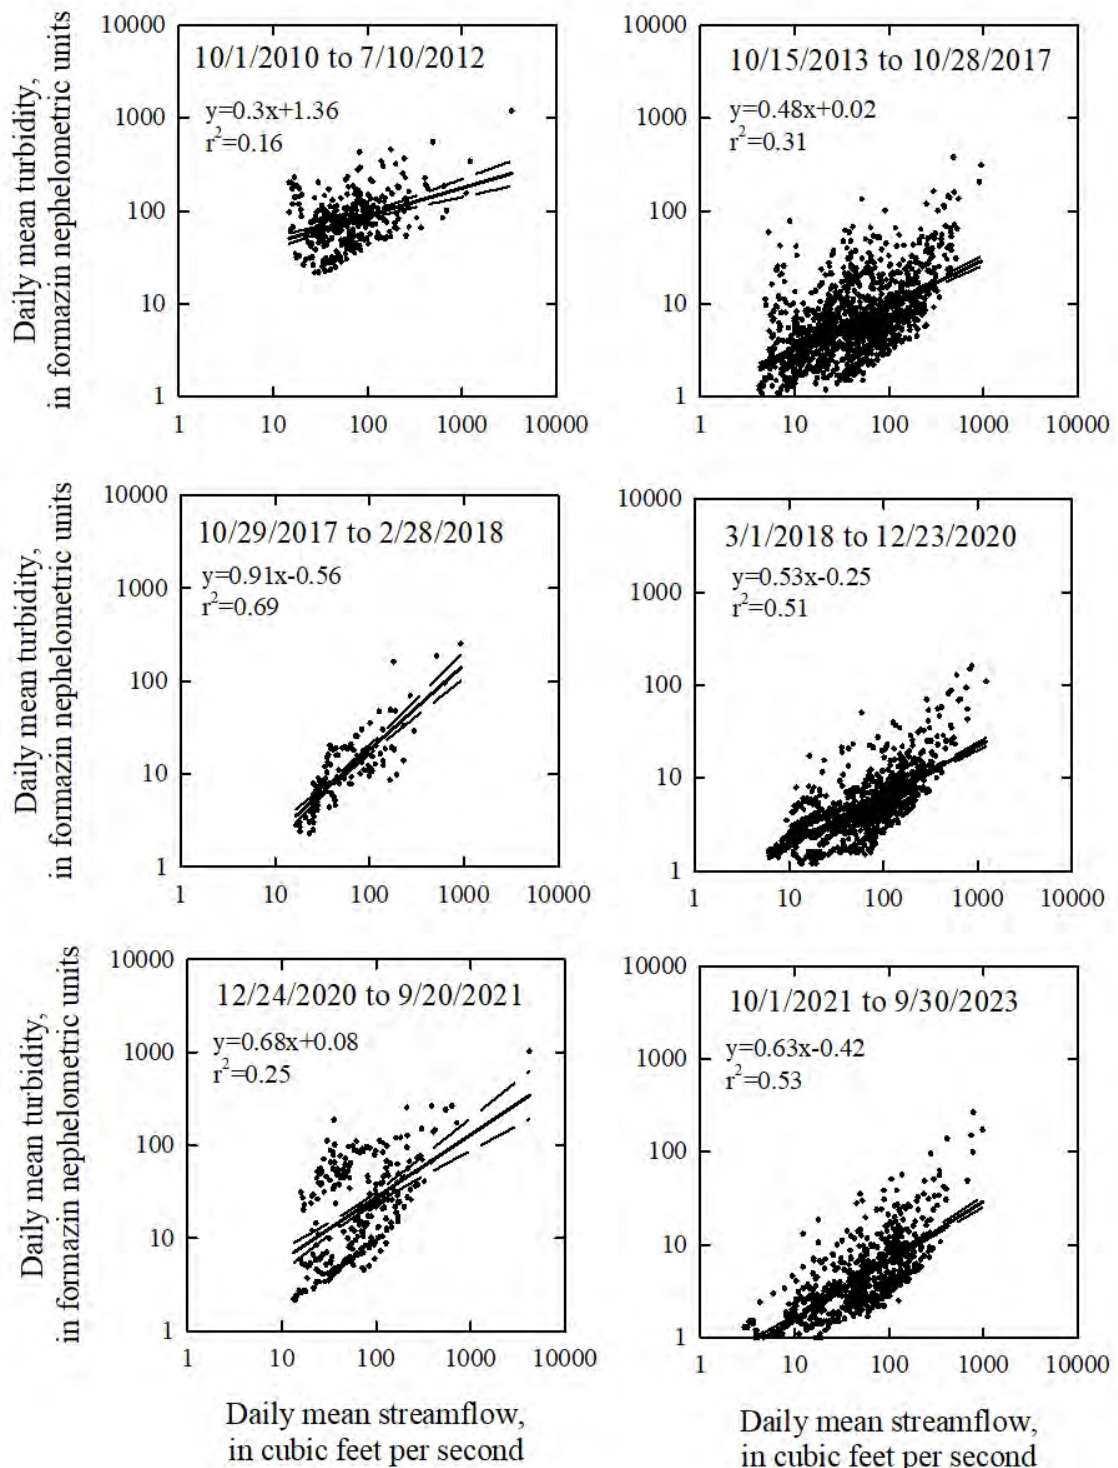 Daily mean turbidity,
in formazin nephelometric units
10000
1000
100
10
1
10/1/2010 to 7/10/2012
y=0.3x+1.36
r²=0.16
1 10 100 1000 10000
10000
1000
100
10
1
10/15/2013 to 10/28/2017
y=0.48x+0.02
r²=0.31
1 10 100 1000 10000
Daily mean turbidity,
in formazin nephelometric units
10000
1000
100
10
1
10/29/2017 to 2/28/2018
y=0.91x-0.56
r²=0.69
1 10 100 1000 10000
10000
1000
100
10
1
3/1/2018 to 12/23/2020
y=0.53x-0.25
r²=0.51
1 10 100 1000 10000
Daily mean turbidity,
in formazin nephelometric units
10000
1000
100
10
1
12/24/2020 to 9/20/2021
y=0.68x+0.08
r²=0.25
1 10 100 1000 10000
Daily mean streamflow,
in cubic feet per second
10000
1000
100
10
1
10/1/2021 to 9/30/2023
y=0.63x-0.42
r²=0.53
1 10 100 1000 10000
Daily mean streamflow,
in cubic feet per second